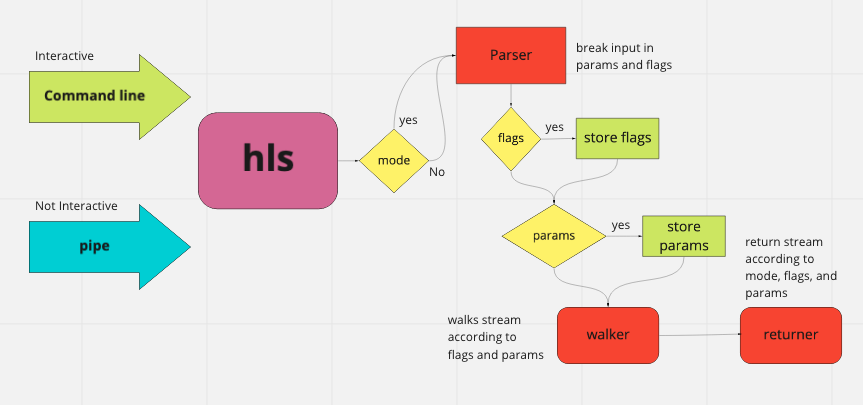 Interactive
Command line
Not Interactive
pipe
hls
mode
yes
No
Parser
break input in
params and flags
flags
yes
store flags
params
yes
store
params
walks stream
according to
flags and params
walker
return stream
according to
mode, flags, and
params
returner